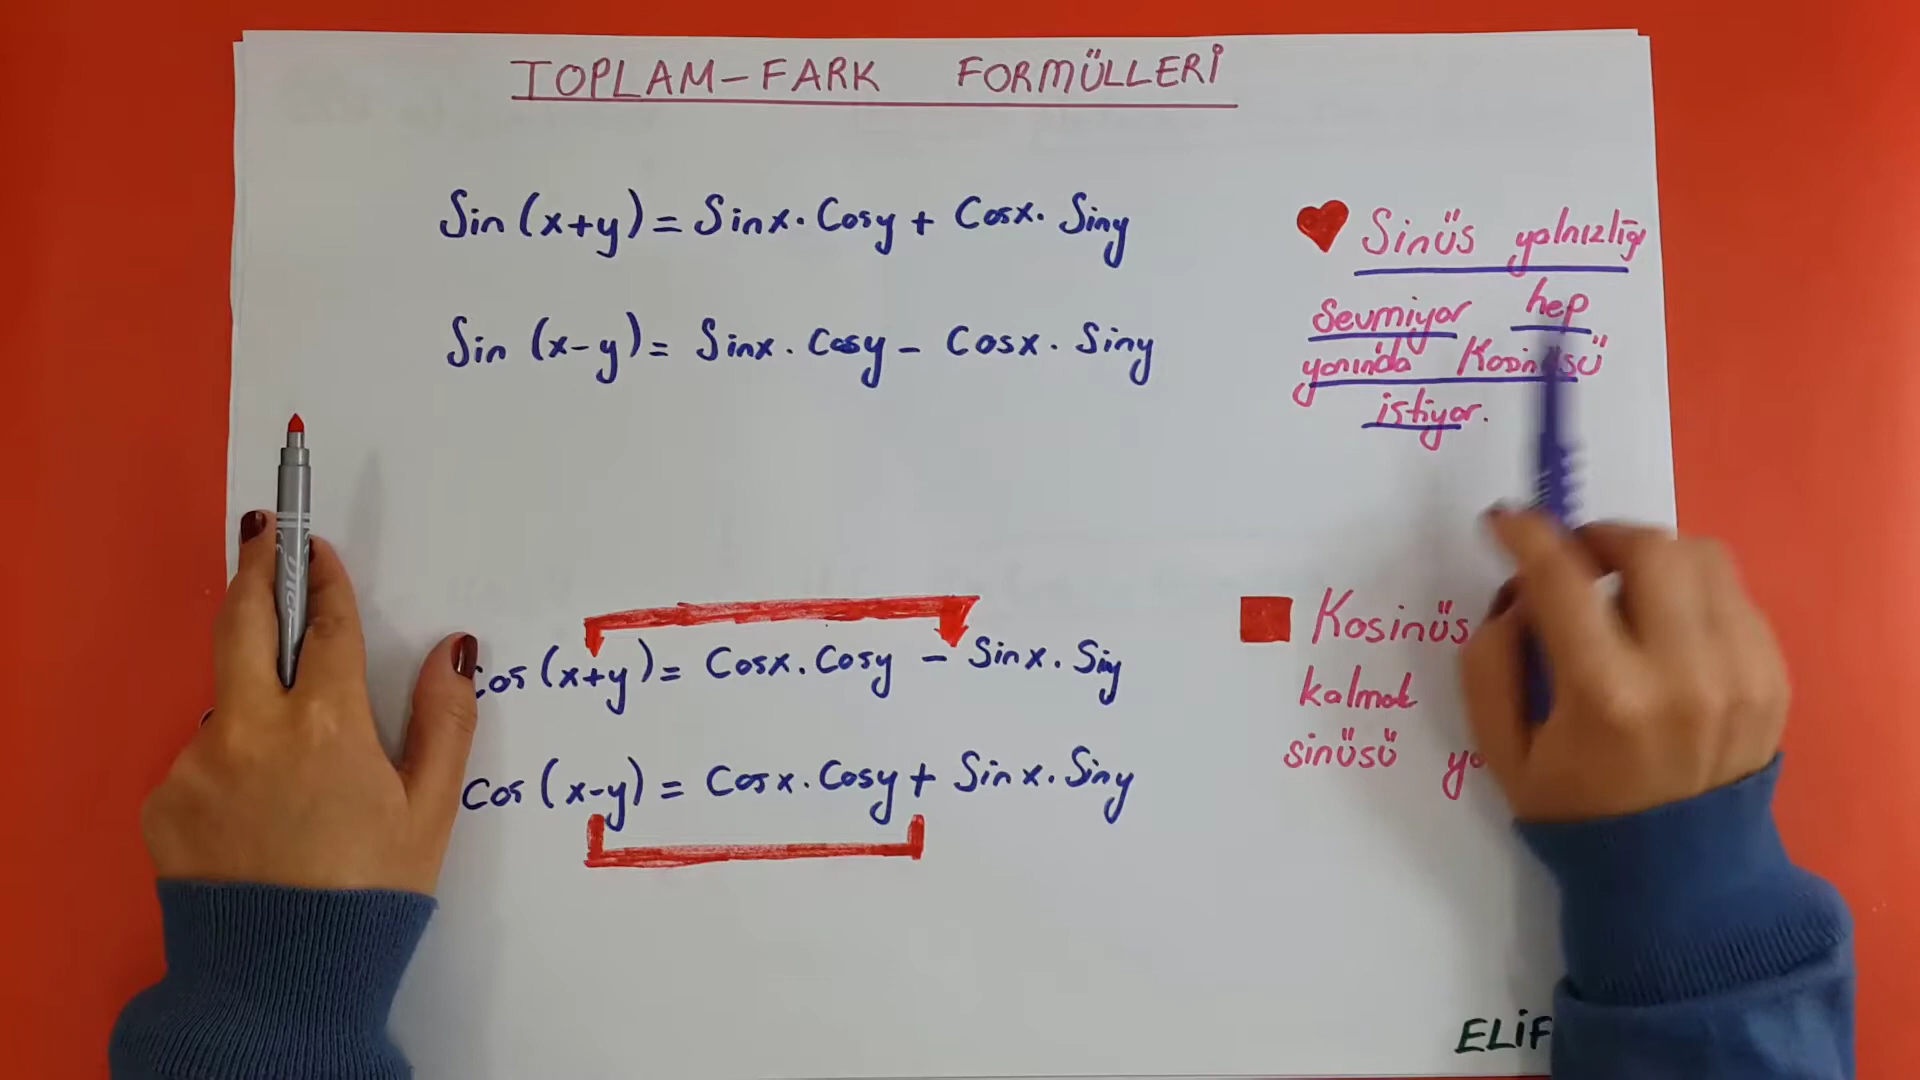 TOPLAM-FARK FORMÜLLERİ
Sin (x+y) = Sinx. Cosy + Cosx. Siny
Sin (x-y) = Sinx. Cosy - Cosx. Siny
Cos (x+y) = Cosx. Cosy - Sinx. Siny
Cos (x-y) = Cosx. Cosy + Sinx. Siny
Sinüs yalnızlığı
sevmiyor hep
yanında Kosinüsü
istiyor.
Kosinüs
kalmak
sinüsü
ELİF